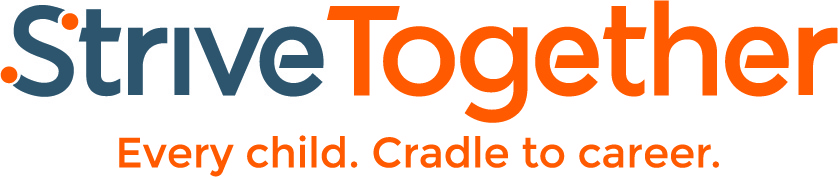 StriveTogether
Every child. Cradle to career.